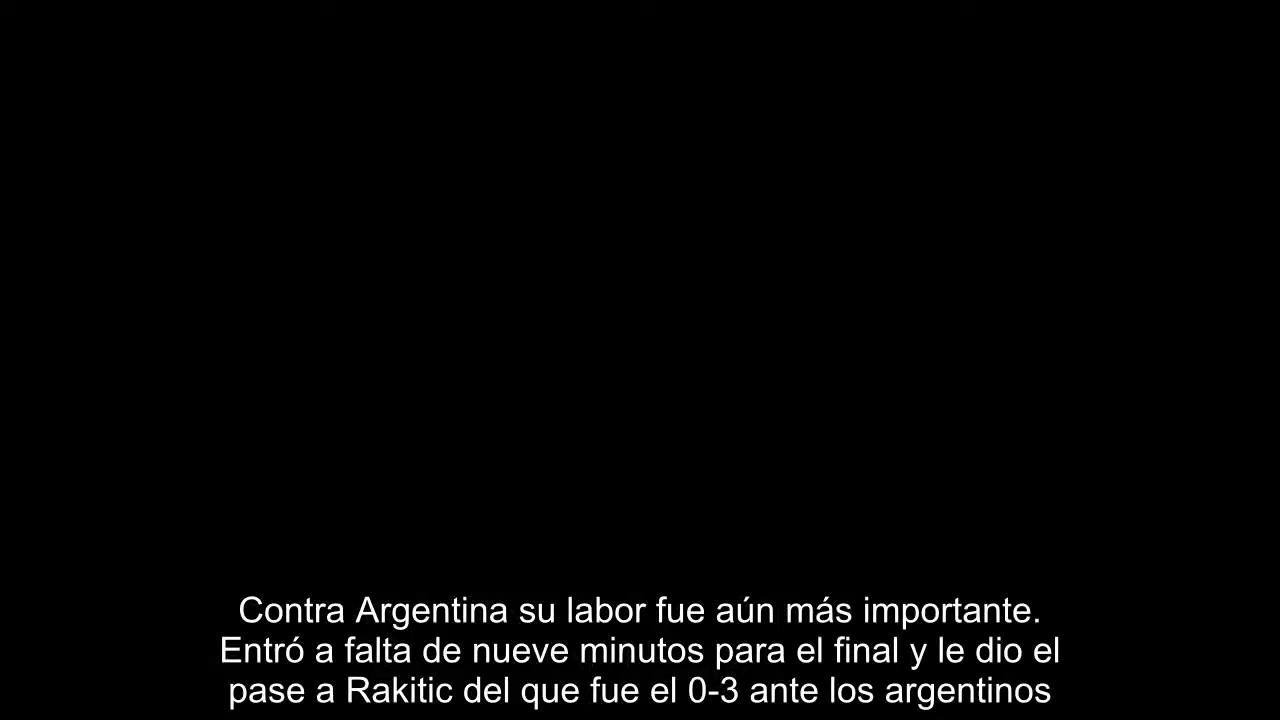 Contra Argentina su labor fue aún más importante.
Entró a falta de nueve minutos para el final y le dio el
pase a Rakitic del que fue el 0-3 ante los argentinos